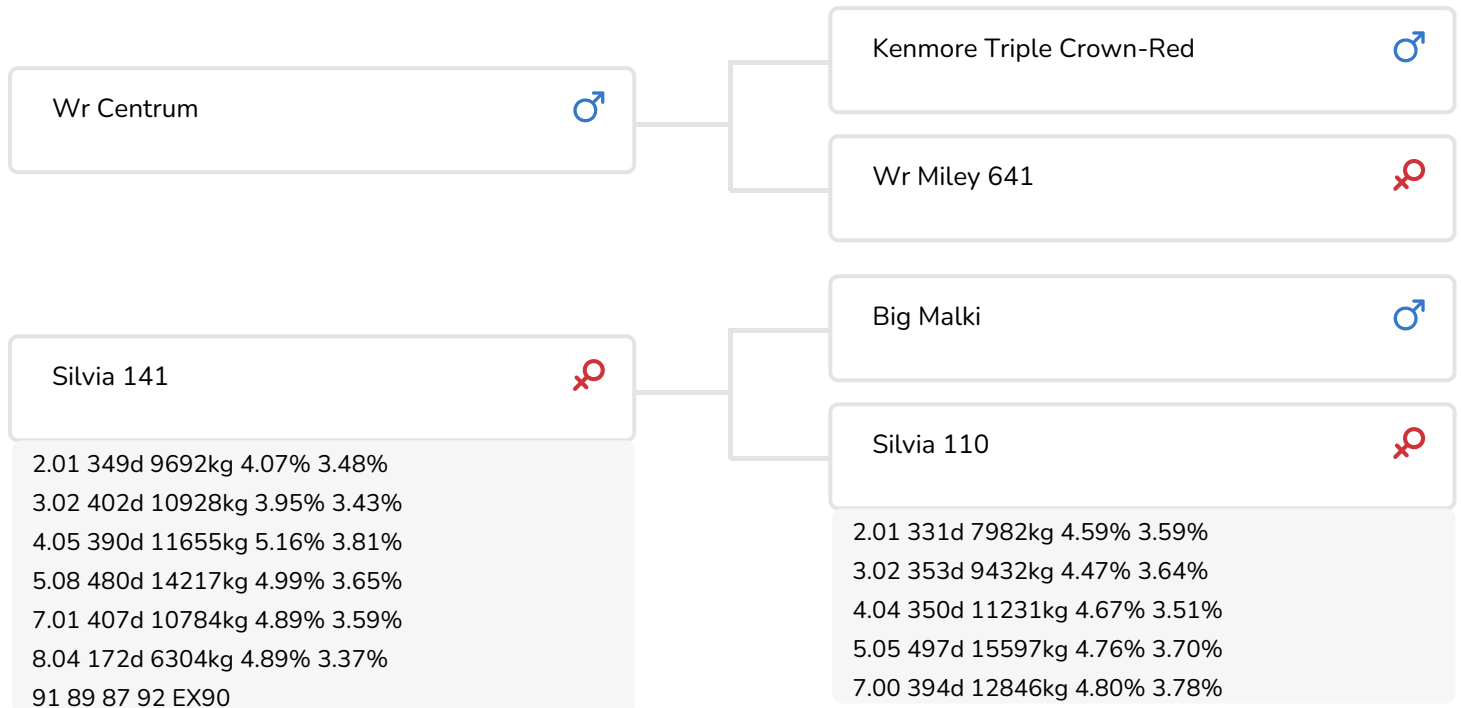 Wr Centrum
Kenmore Triple Crown-Red
Wr Miley 641
Silvia 141
2.01 349d 9692kg 4.07% 3.48%
3.02 402d 10928kg 3.95% 3.43%
4.05 390d 11655kg 5.16% 3.81%
5.08 480d 14217kg 4.99% 3.65%
7.01 407d 10784kg 4.89% 3.59%
8.04 172d 6304kg 4.89% 3.37%
91 89 87 92 EX90
Big Malki
Silvia 110
2.01 331d 7982kg 4.59% 3.59%
3.02 353d 9432kg 4.47% 3.64%
4.04 350d 11231kg 4.67% 3.51%
5.05 497d 15597kg 4.76% 3.70%
7.00 394d 12846kg 4.80% 3.78%